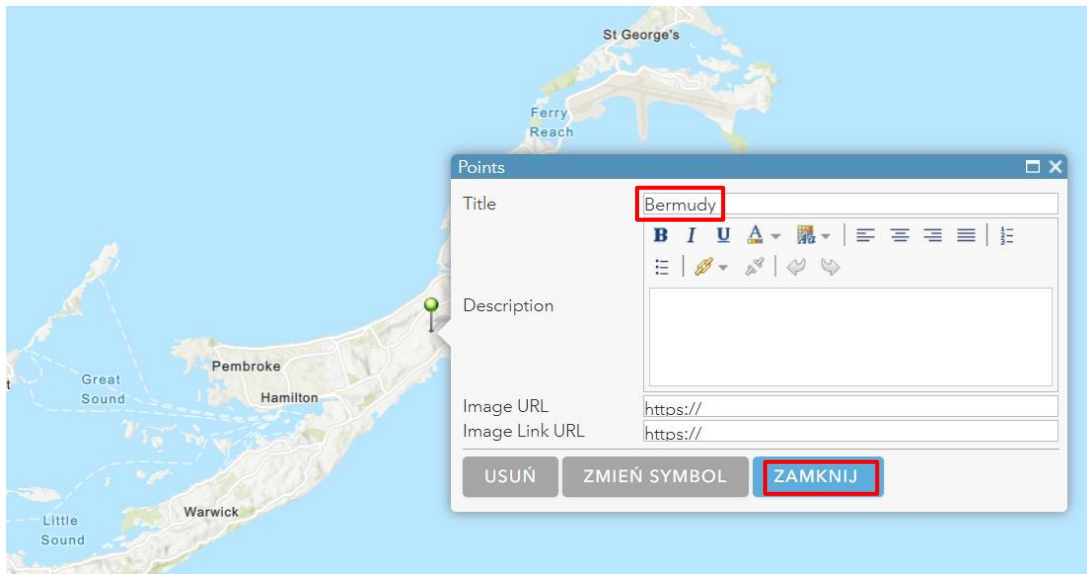 St George's
Ferry
Reach
Points
Title
Bermudy
B I U A
Description
Image URL
https://
Image Link URL
https://
USUŃ
ZMIEŃ SYMBOL
ZAMKNIJ
Pembroke
Great
Sound
Hamilton
Warwick
Little
Sound